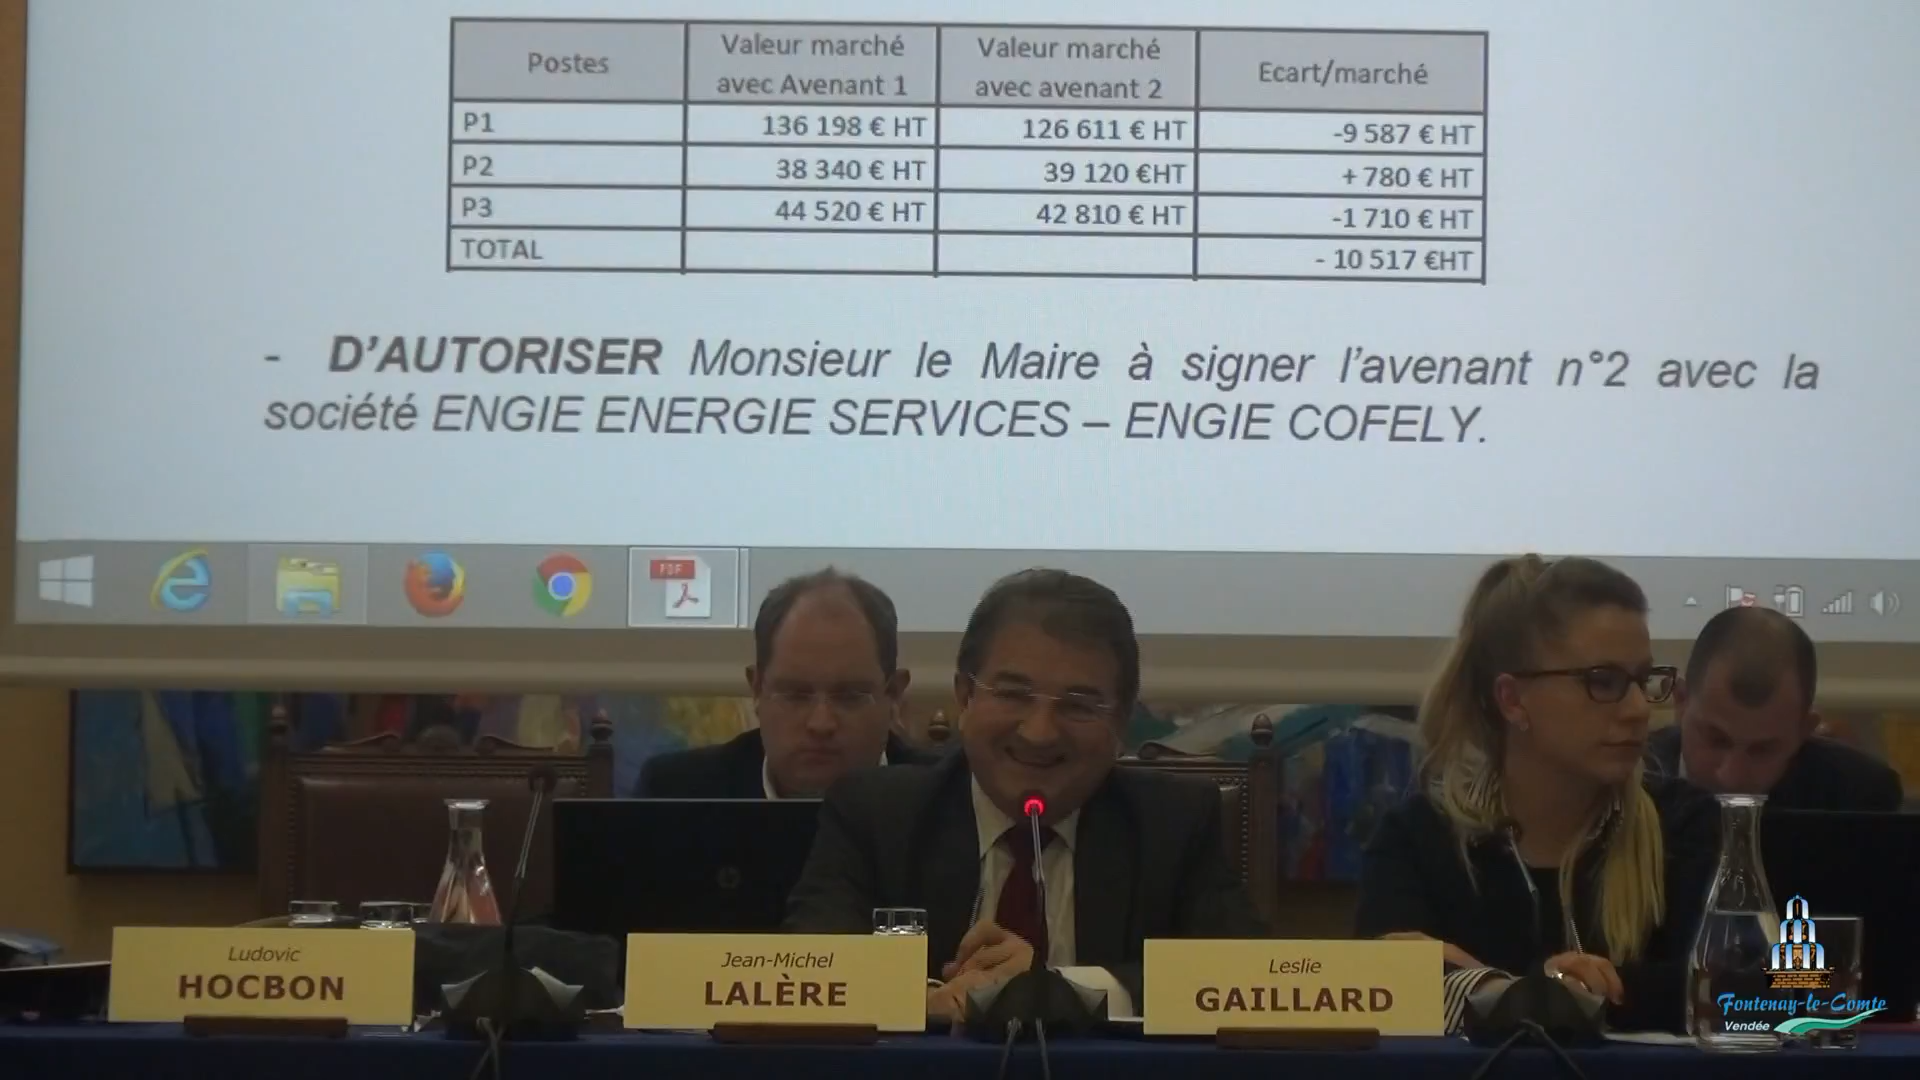 Postes Valeur marché avec Avenant 1 Valeur marché avec avenant 2 Ecart/marché
P1 136 198 € HT 126 611 € HT -9 587 € HT
P2 38 340 € HT 39 120 €HT + 780 € HT
P3 44 520 € HT 42 810 € HT -1 710 € HT
TOTAL - 10 517 €HT
- D'AUTORISER Monsieur le Maire à signer l'avenant n°2 avec la
société ENGIE ENERGIE SERVICES – ENGIE COFELY.
PDF
Ludovic
HOCBON
Jean-Michel
LALÈRE
Leslie
GAILLARD
Fontenay-le-Comte
Vendée